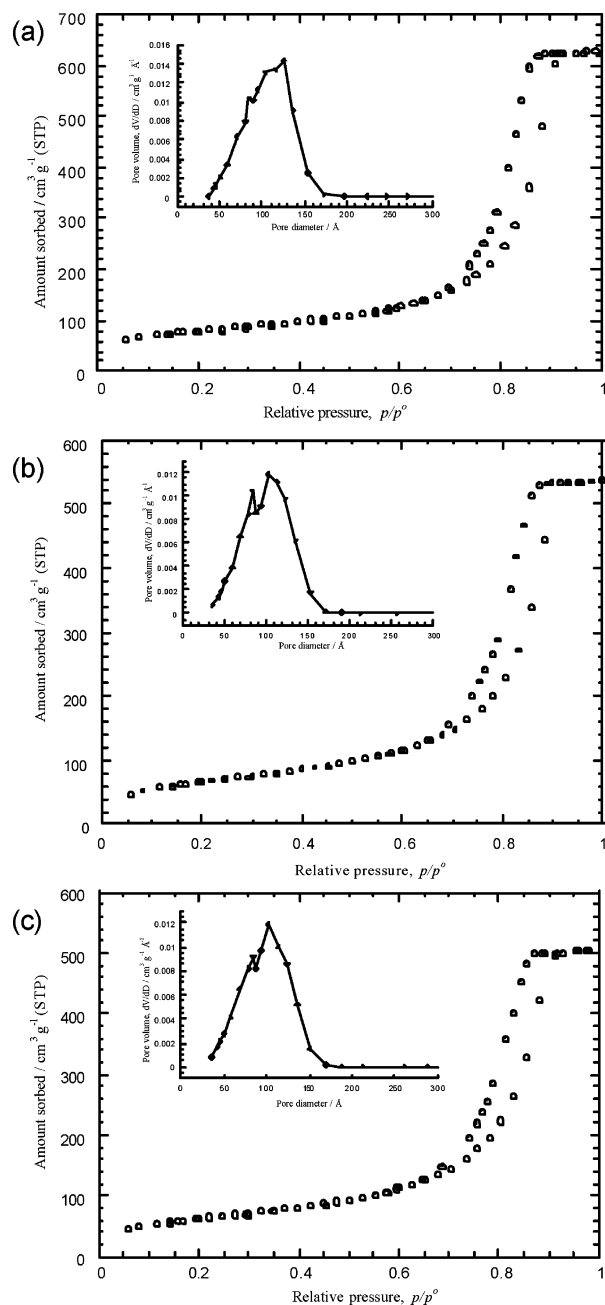 (a)
700
600
500
400
300
200
100
0
Amount sorbed / cm³ g⁻¹ (STP)
0.016
0.014
0.012
0.010
0.008
0.006
0.004
0.002
0
Pore volume, dV/dD / cm³ g⁻¹ Å⁻¹
0 50 100 150 200 250 300
Pore diameter / Å
0 0.2 0.4 0.6 0.8 1
Relative pressure, p/pº
(b)
600
500
400
300
200
100
0
Amount sorbed / cm³ g⁻¹ (STP)
0.012
0.010
0.008
0.006
0.004
0.002
0
Pore volume, dV/dD / cm³ g⁻¹ Å⁻¹
0 50 100 150 200 250 300
Pore diameter / Å
0 0.2 0.4 0.6 0.8 1
Relative pressure, p/pº
(c)
600
500
400
300
200
100
0
Amount sorbed / cm³ g⁻¹ (STP)
0.012
0.010
0.008
0.006
0.004
0.002
0
Pore volume, dV/dD / cm³ g⁻¹ Å⁻¹
0 50 100 150 200 250 300
Pore diameter / Å
0 0.2 0.4 0.6 0.8 1
Relative pressure, p/pº